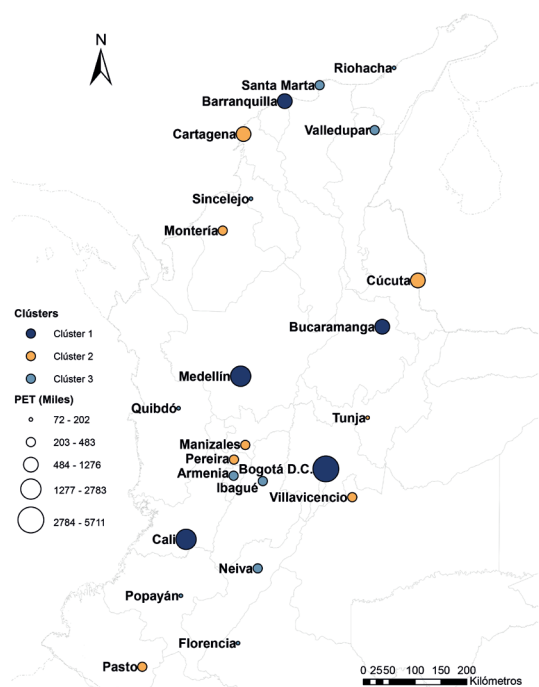 N
Riohacha
Santa Marta
Barranquilla
Cartagena
Valledupar
Sincelejo
Montería
Cúcuta
Clústers
Clúster 1
Clúster 2
Clúster 3
Bucaramanga
Medellín
PET (Miles)
72 - 202
203 - 483
484 - 1276
1277 - 2783
2784 - 5711
Quibdó
Tunja
Manizales
Pereira
Armenia
Bogotá D.C.
Ibagué
Villavicencio
Cali
Neiva
Popayán
Florencia
Pasto
0 25 50 100 150 200
Kilómetros